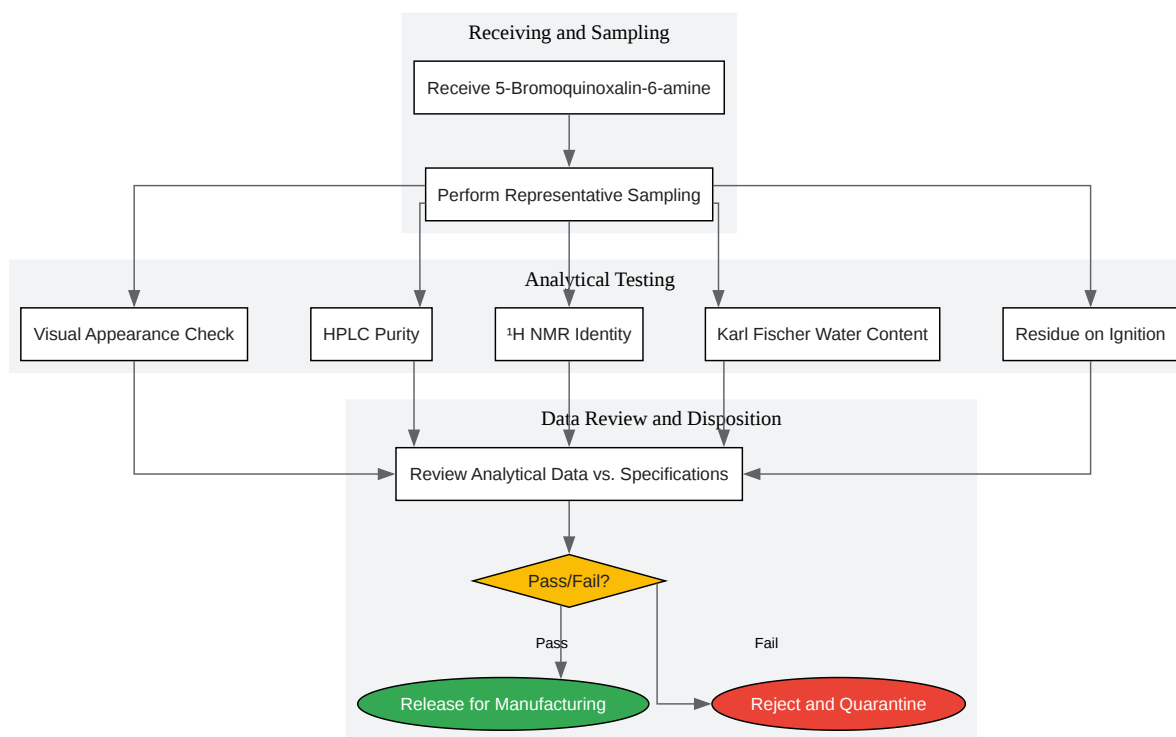 Receiving and Sampling
Receive 5-Bromoquinoxalin-6-amine
Perform Representative Sampling
Analytical Testing
Visual Appearance Check
HPLC Purity
¹H NMR Identity
Karl Fischer Water Content
Residue on Ignition
Data Review and Disposition
Review Analytical Data vs. Specifications
Pass/Fail?
Pass
Fail
Release for Manufacturing
Reject and Quarantine